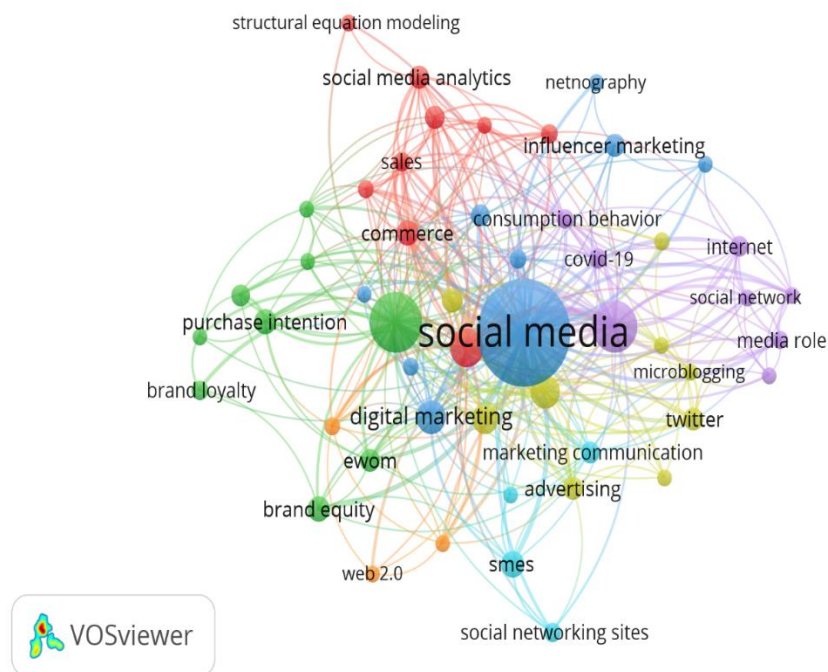 structural equation modeling
social media analytics
netnography
influencer marketing
sales
consumption behavior
commerce
internet
covid-19
social network
purchase intention
social media
media role
microblogging
brand loyalty
digital marketing
twitter
marketing communication
ewom
advertising
brand equity
smes
web 2.0
social networking sites
VOSviewer